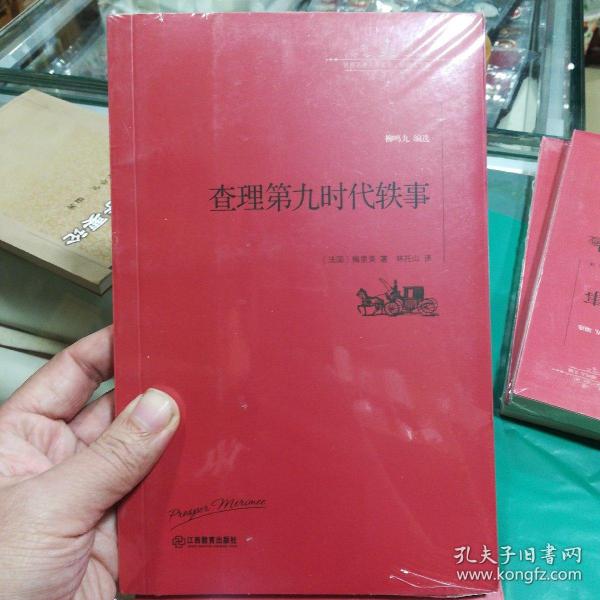 柳鸣九 编选
查理第九时代轶事
〔法国〕梅里美 著 林托山 译
Prosper Merimee
江西教育出版社
孔夫子旧书网
www.kongfz.com